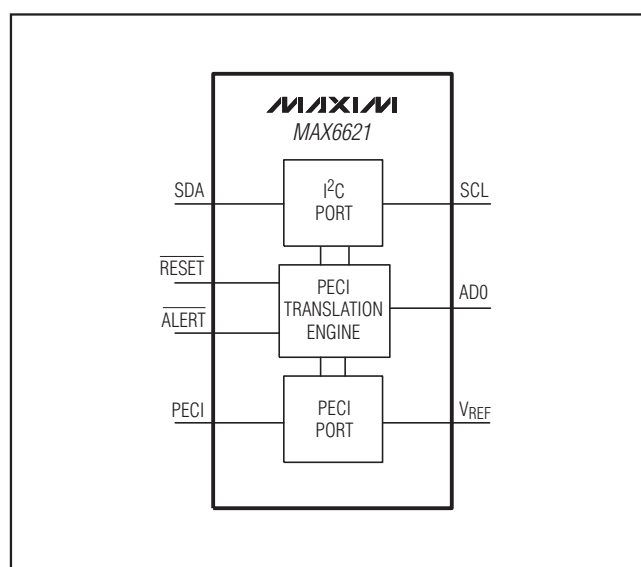 MAXIM
MAX6621
SDA
I²C
PORT
SCL
RESET
ALERT
PECI
TRANSLATION
ENGINE
AD0
PECI
PECI
PORT
VREF